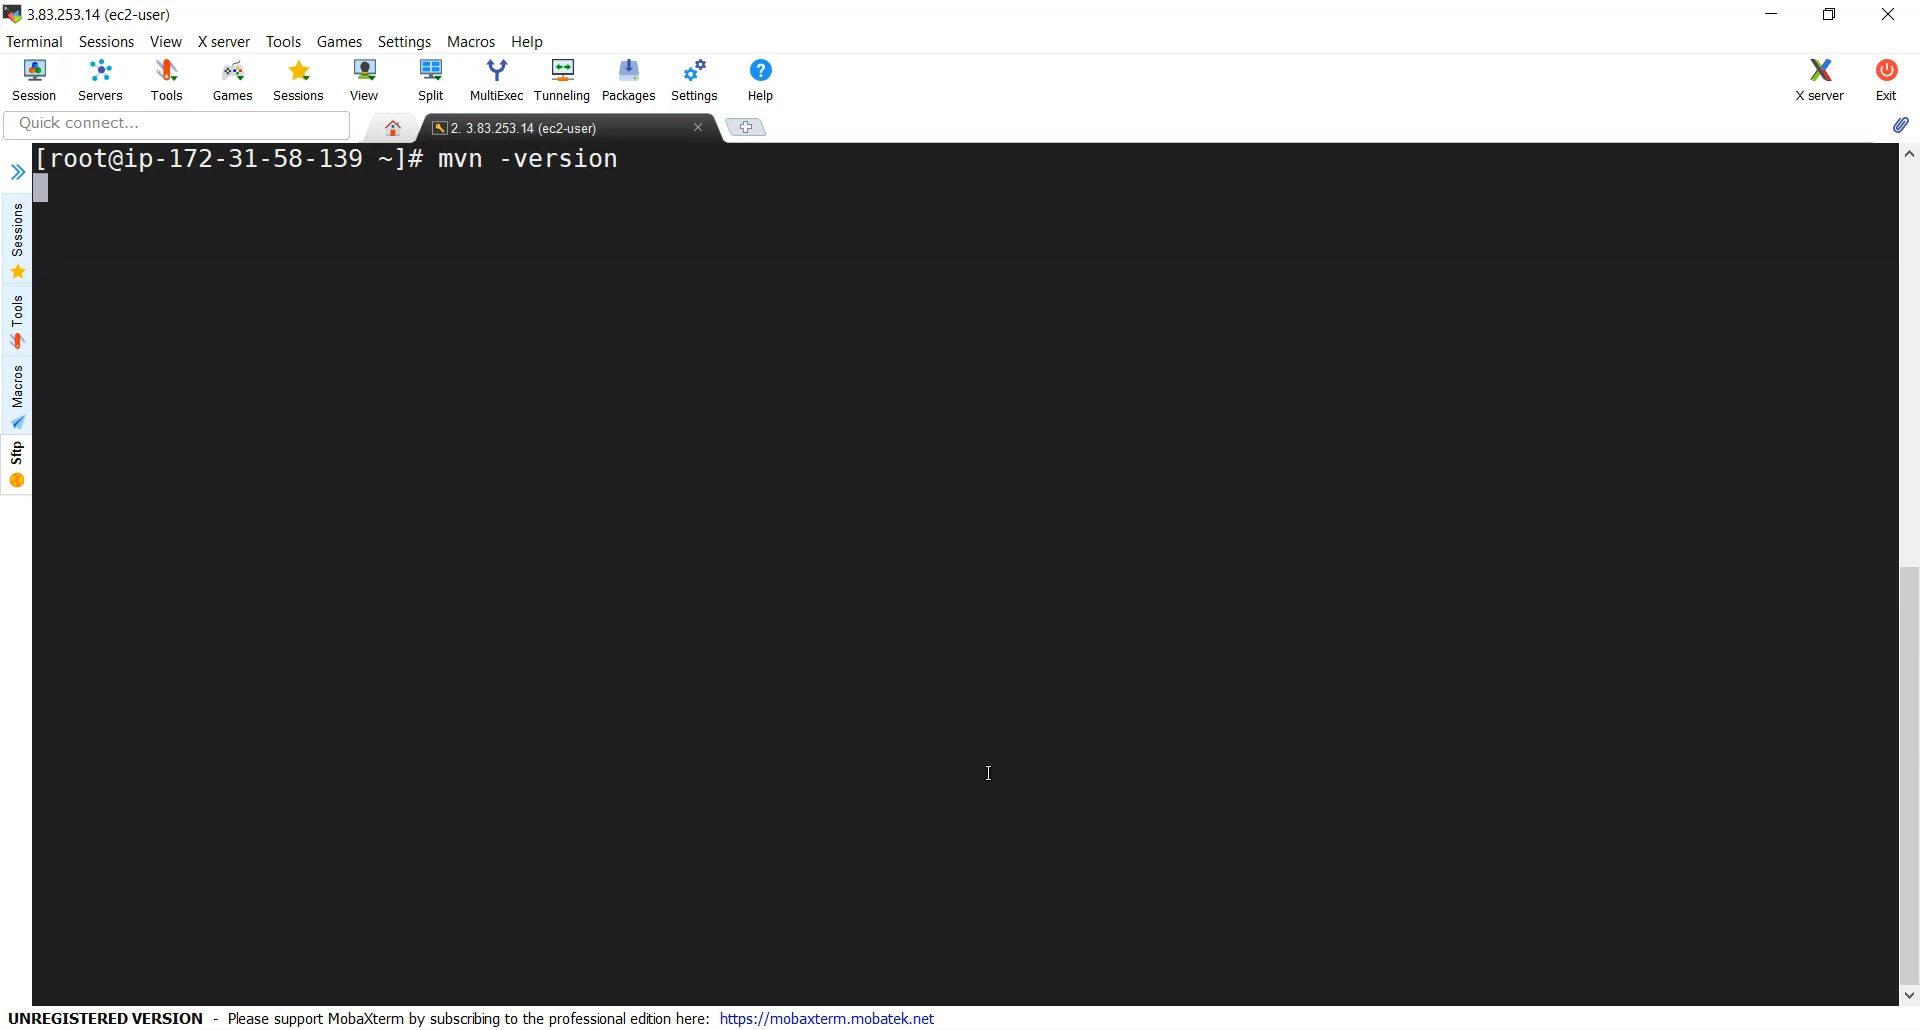 3.83.253.14 (ec2-user)
Terminal Sessions View X server Tools Games Settings Macros Help
Session Servers Tools Games Sessions View Split MultiExec Tunneling Packages Settings Help X server Exit
Quick connect...
2. 3.83.253.14 (ec2-user)
[root@ip-172-31-58-139 ~]# mvn -version
Sessions
Tools
Macros
Sftp
UNREGISTERED VERSION - Please support MobaXterm by subscribing to the professional edition here: https://mobaxterm.mobatek.net